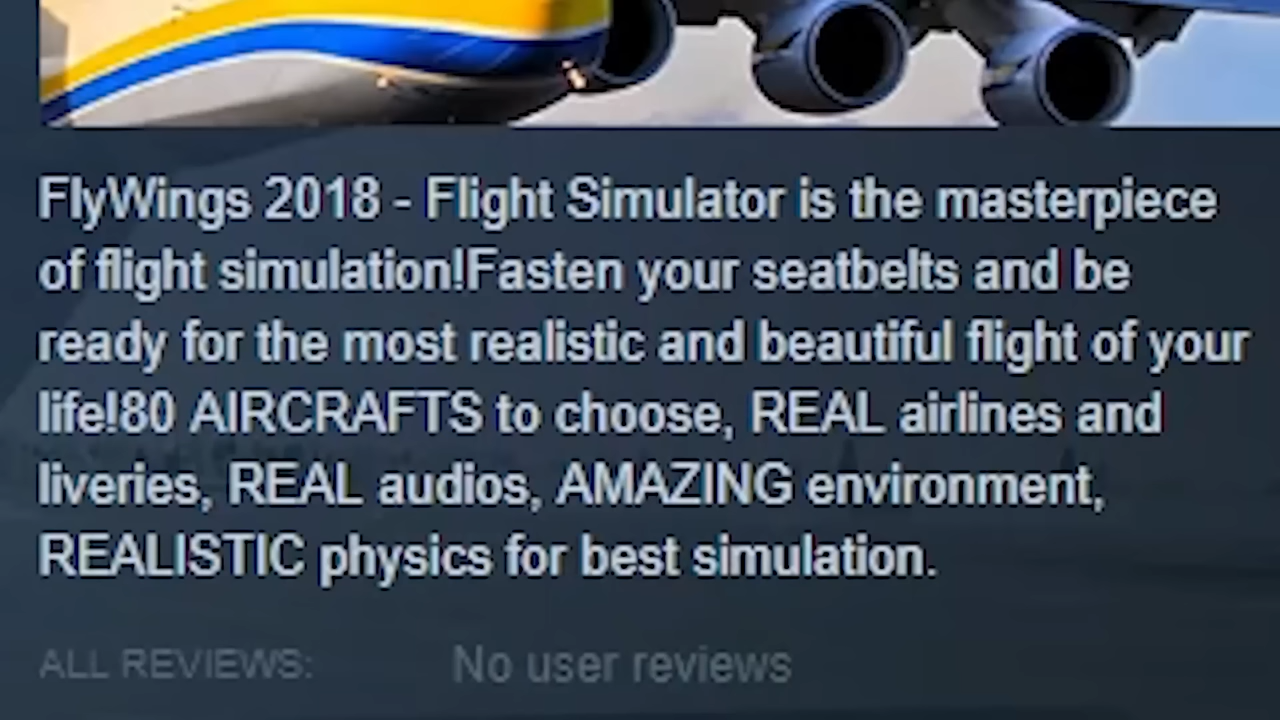 FlyWings 2018 - Flight Simulator is the masterpiece
of flight simulation!Fasten your seatbelts and be
ready for the most realistic and beautiful flight of your
life!80 AIRCRAFTS to choose, REAL airlines and
liveries, REAL audios, AMAZING environment,
REALISTIC physics for best simulation.
ALL REVIEWS: No user reviews